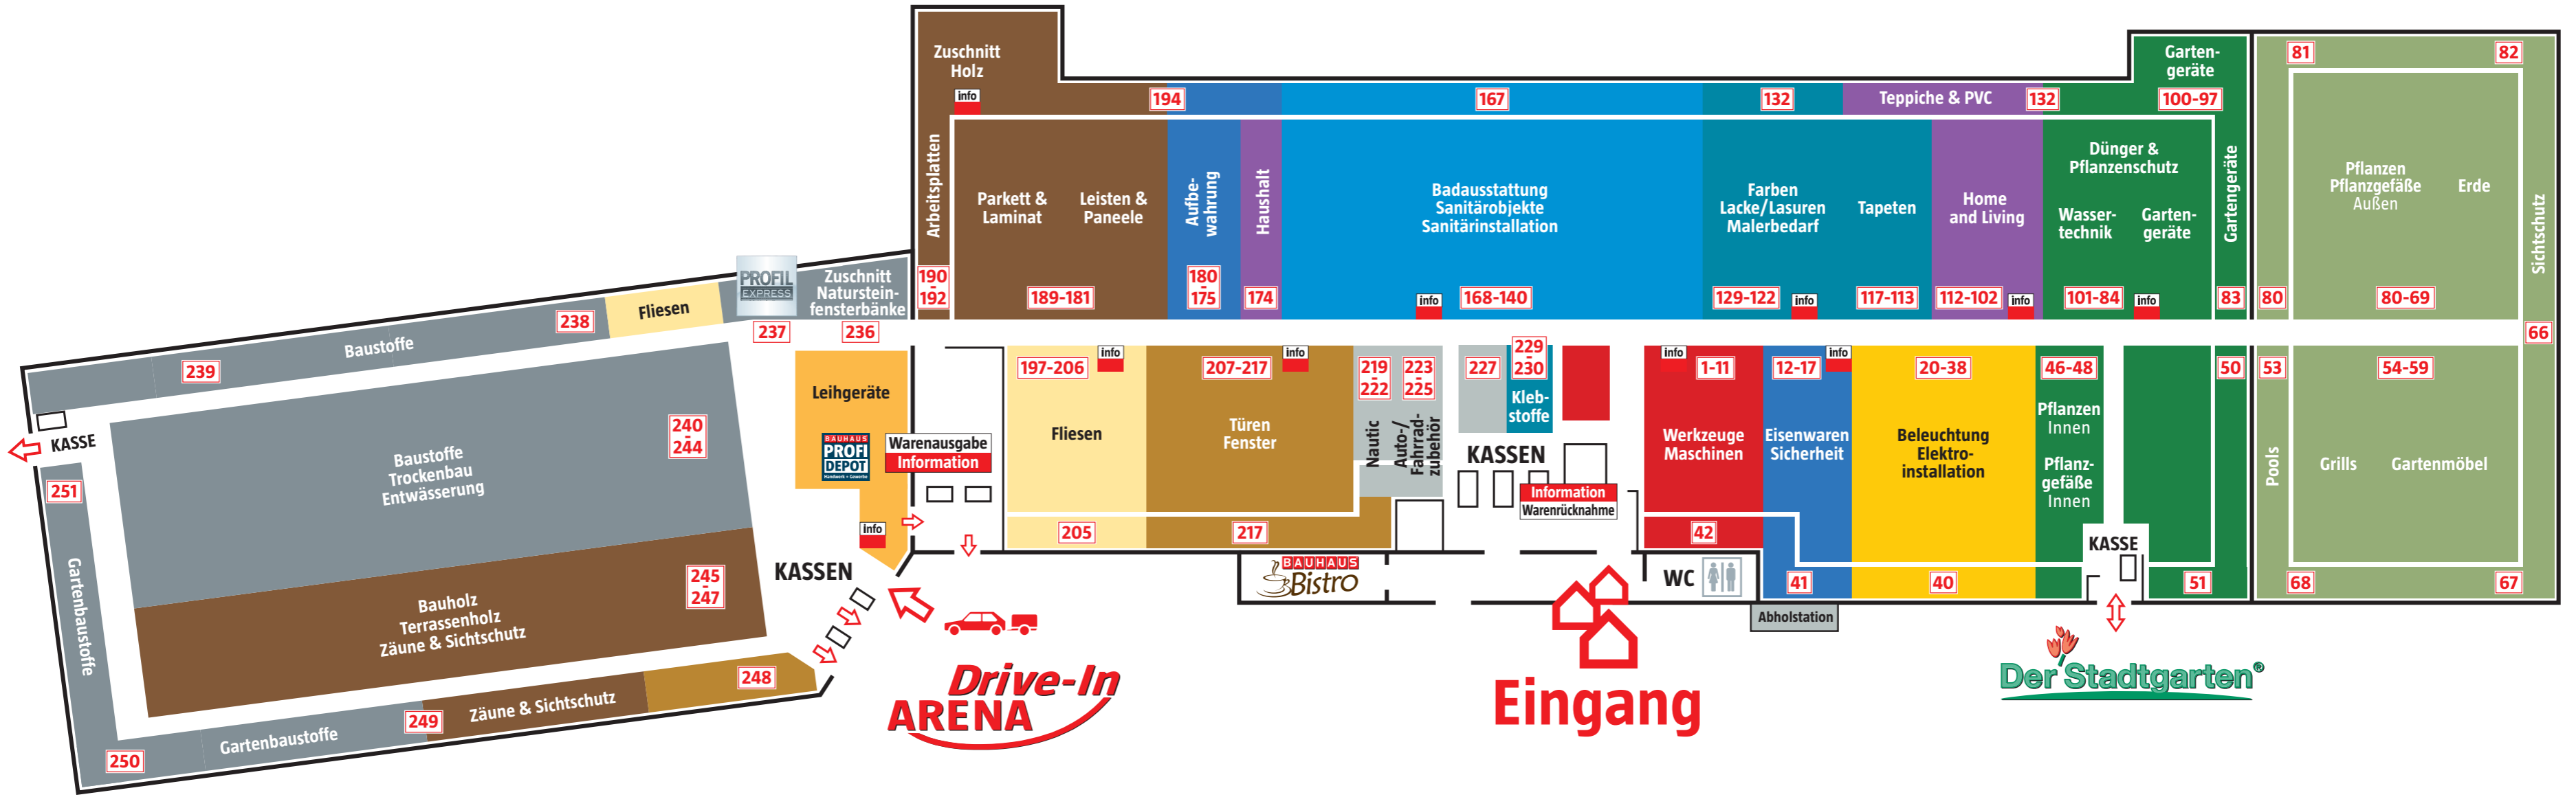 Zuschnitt
Holz
info
194
167
132
Teppiche & PVC
132
Garten-
geräte
100-97
81
82
Arbeitsplatten
190
-
192
Parkett &
Laminat
Leisten &
Paneele
189-181
Aufbe-
wahrung
180
-
175
Haushalt
174
Badausstattung
Sanitärobjekte
Sanitärinstallation
info
168-140
Farben
Lacke/Lasuren
Malerbedarf
129-122
info
Tapeten
117-113
Home
and Living
112-102
info
Dünger &
Pflanzenschutz
Wasser-
technik
Garten-
geräte
101-84
info
Gartengeräte
83
80
Pflanzen
Pflanzgefäße
Außen
Erde
80-69
Sichtschutz
66
PROFIL
EXPRESS
Zuschnitt
Naturstein-
fensterbänke
Fliesen
238
237
236
Baustoffe
239
KASSE
251
240
-
244
Baustoffe
Trockenbau
Entwässerung
245
-
247
Bauholz
Terrassenholz
Zäune & Sichtschutz
Gartenbaustoffe
250
Gartenbaustoffe
249
Zäune & Sichtschutz
248
Leihgeräte
BAUHAUS
PROFI
DEPOT
Handwerk + Gewerbe
info
Warenausgabe
Information
KASSEN
Drive-In
ARENA
197-206
info
Fliesen
205
207-217
info
Türen
Fenster
217
219
-
222
Nautic
223
-
225
Auto-/
Fahrrad-
zubehör
227
229
-
230
Kleb-
stoffe
KASSEN
Information
Warenrücknahme
BAUHAUS
Bistro
Eingang
info
1-11
Werkzeuge
Maschinen
42
WC
12-17
info
Eisenwaren
Sicherheit
41
Abholstation
20-38
Beleuchtung
Elektro-
installation
40
46-48
Pflanzen
Innen
Pflanz-
gefäße
Innen
KASSE
50
51
Der Stadtgarten®
53
Pools
54-59
Grills
Gartenmöbel
68
67